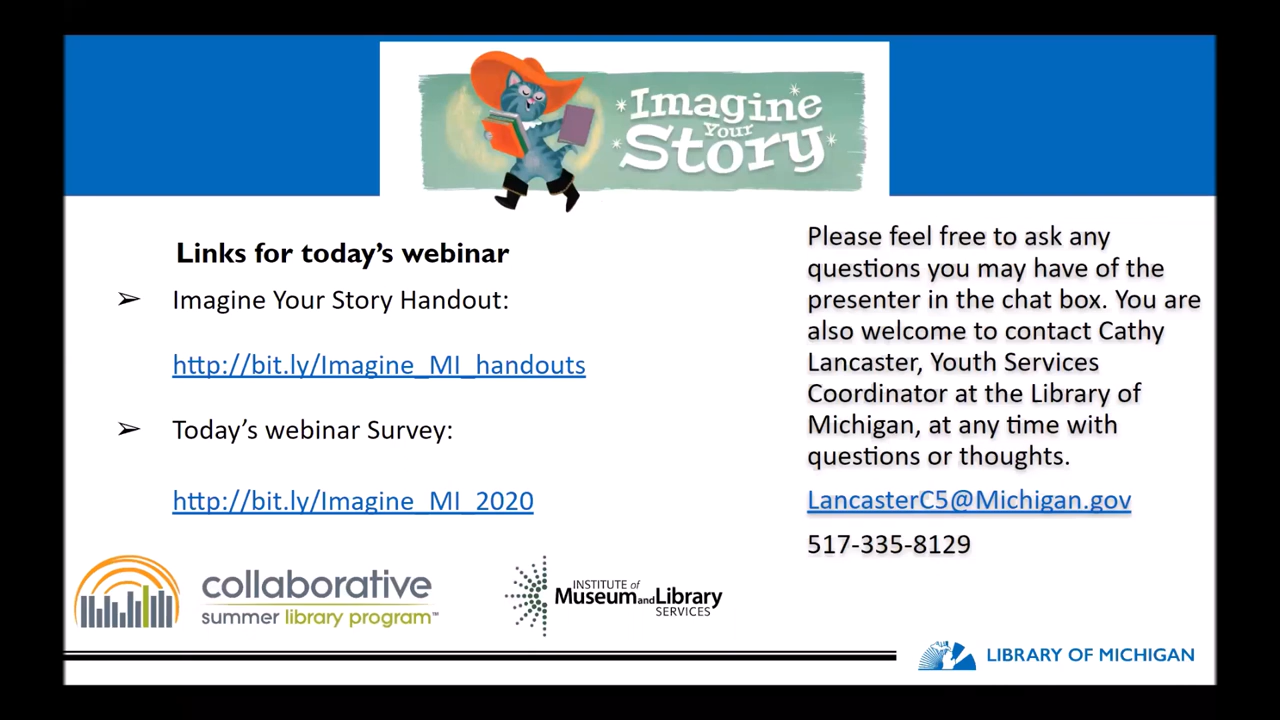 Imagine
Your
Story
Links for today's webinar
➢ Imagine Your Story Handout:
http://bit.ly/Imagine_MI_handouts
➢ Today's webinar Survey:
http://bit.ly/Imagine_MI_2020
Please feel free to ask any
questions you may have of the
presenter in the chat box. You are
also welcome to contact Cathy
Lancaster, Youth Services
Coordinator at the Library of
Michigan, at any time with
questions or thoughts.
LancasterC5@Michigan.gov
517-335-8129
collaborative
summer library program™
INSTITUTE of
Museum and Library
SERVICES
LIBRARY OF MICHIGAN